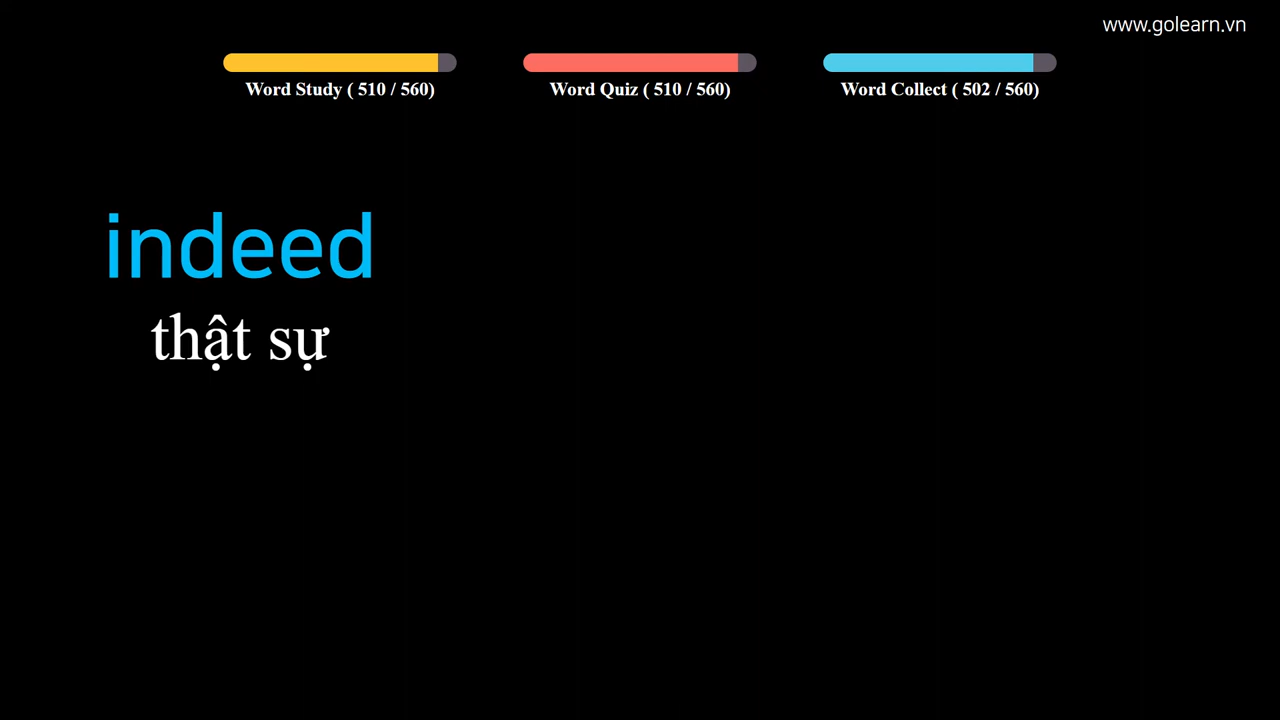 www.golearn.vn
Word Study ( 510 / 560)
Word Quiz ( 510 / 560)
Word Collect ( 502 / 560)
indeed
thật sự